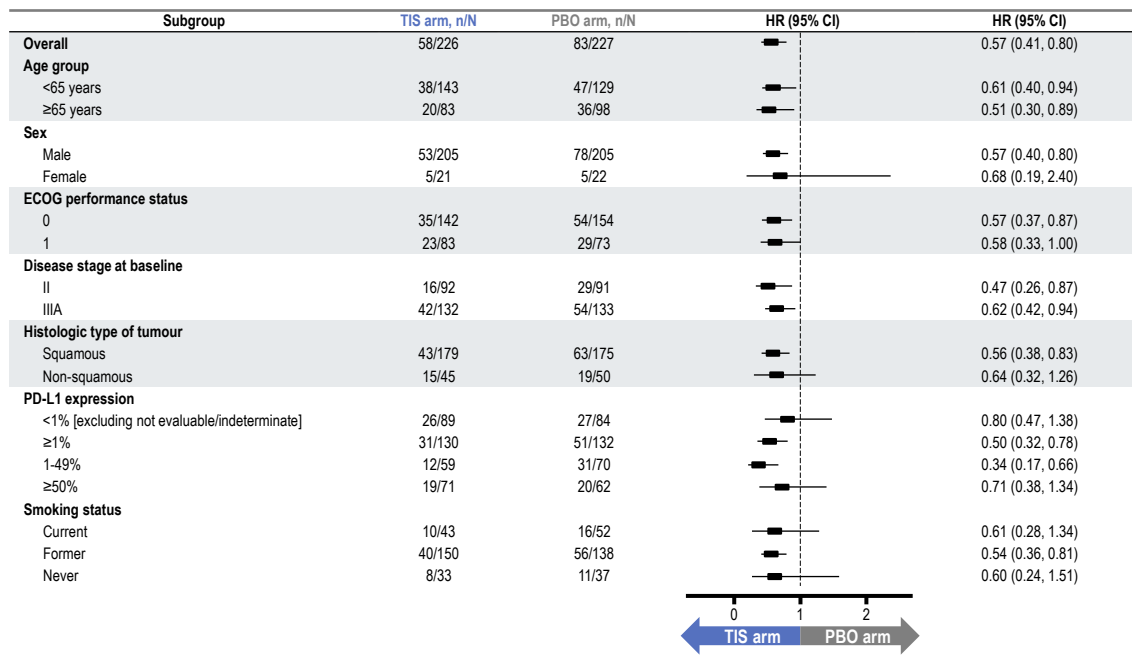 Subgroup TIS arm, n/N PBO arm, n/N HR (95% CI) HR (95% CI)
Overall 58/226 83/227 0.57 (0.41, 0.80)
Age group
<65 years 38/143 47/129 0.61 (0.40, 0.94)
≥65 years 20/83 36/98 0.51 (0.30, 0.89)
Sex
Male 53/205 78/205 0.57 (0.40, 0.80)
Female 5/21 5/22 0.68 (0.19, 2.40)
ECOG performance status
0 35/142 54/154 0.57 (0.37, 0.87)
1 23/83 29/73 0.58 (0.33, 1.00)
Disease stage at baseline
II 16/92 29/91 0.47 (0.26, 0.87)
IIIA 42/132 54/133 0.62 (0.42, 0.94)
Histologic type of tumour
Squamous 43/179 63/175 0.56 (0.38, 0.83)
Non-squamous 15/45 19/50 0.64 (0.32, 1.26)
PD-L1 expression
<1% [excluding not evaluable/indeterminate] 26/89 27/84 0.80 (0.47, 1.38)
≥1% 31/130 51/132 0.50 (0.32, 0.78)
1-49% 12/59 31/70 0.34 (0.17, 0.66)
≥50% 19/71 20/62 0.71 (0.38, 1.34)
Smoking status
Current 10/43 16/52 0.61 (0.28, 1.34)
Former 40/150 56/138 0.54 (0.36, 0.81)
Never 8/33 11/37 0.60 (0.24, 1.51)
0 1 2
TIS arm PBO arm